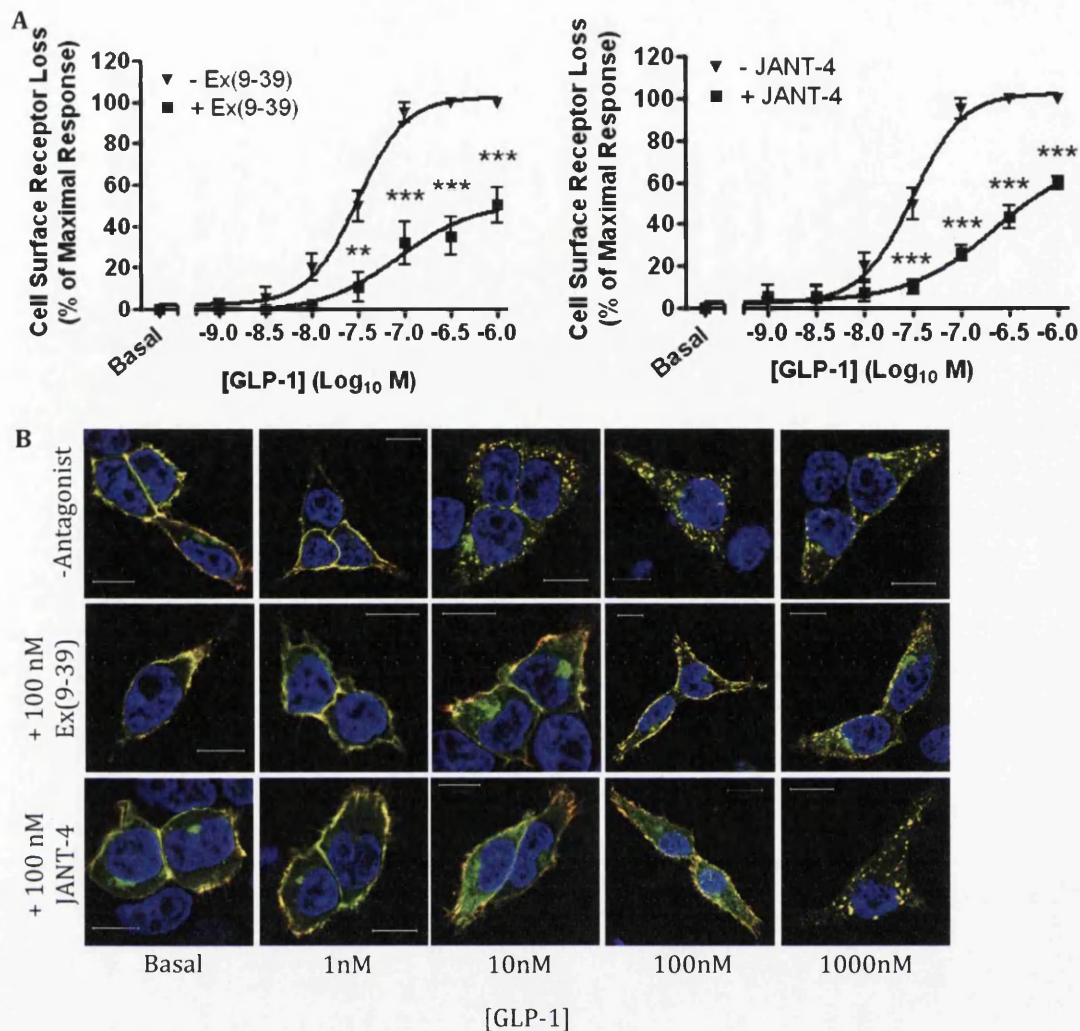 A
Cell Surface Receptor Loss
(% of Maximal Response)
120
100
80
60
40
20
0
- Ex(9-39)
+ Ex(9-39)
**
***
***
***
Basal
-9.0 -8.5 -8.0 -7.5 -7.0 -6.5 -6.0
[GLP-1] (Log10 M)
Cell Surface Receptor Loss
(% of Maximal Response)
120
100
80
60
40
20
0
- JANT-4
+ JANT-4
***
***
***
***
Basal
-9.0 -8.5 -8.0 -7.5 -7.0 -6.5 -6.0
[GLP-1] (Log10 M)
B
-Antagonist
+ 100 nM
Ex(9-39)
+ 100 nM
JANT-4
Basal 1nM 10nM 100nM 1000nM
[GLP-1]